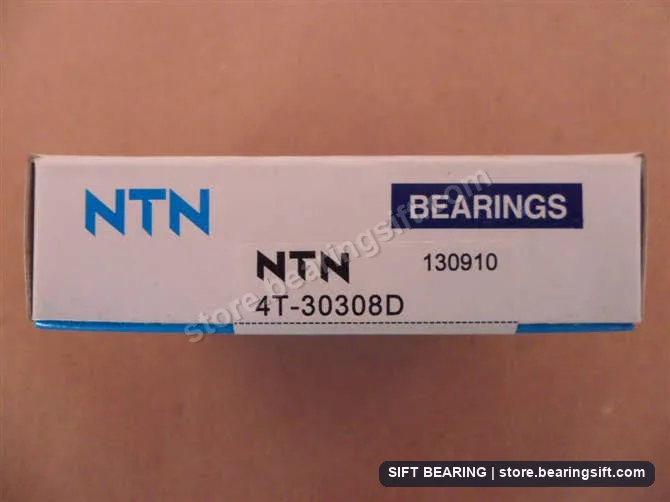 NTN
BEARINGS
NTN
130910
4T-30308D
store.bearingsift.com
SIFT BEARING | store.bearingsift.com